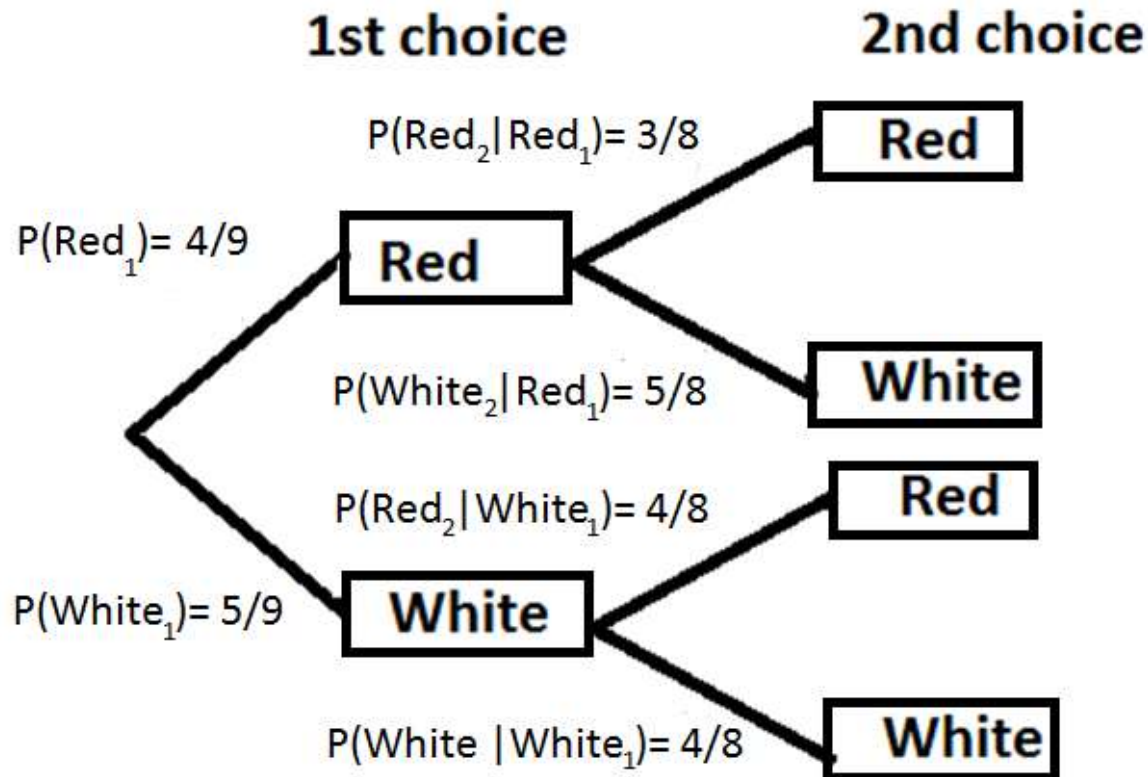 1st choice 2nd choice
P(Red₂|Red₁)= 3/8
Red
P(Red₁)= 4/9
Red
White
P(White₂|Red₁)= 5/8
Red
P(Red₂|White₁)= 4/8
P(White₁)= 5/9
White
White
P(White |White₁)= 4/8